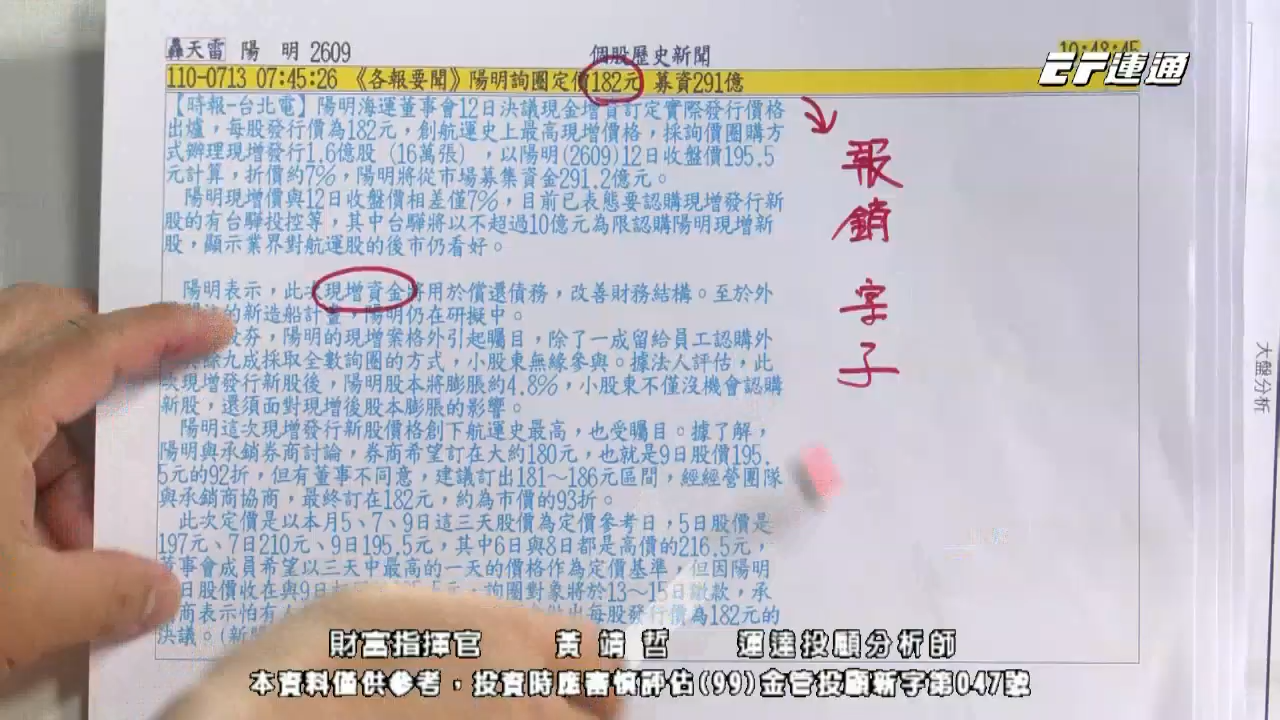 轟天雷 陽 明 2609
個股歷史新聞
10:48:45
EF運通
110-0713 07:45:26 《各報要聞》陽明詢圈定價182元 募資291億
【時報-台北電】陽明海運董事會12日決議現金增資訂定實際發行價格
出爐，每股發行價為182元，創航運史上最高現增價格，採詢價圈購方
式辦理現增發行1.6億股（16萬張），以陽明(2609)12日收盤價195.5
元計算，折價約7%，陽明將從市場募集資金291.2億元。
陽明現增價與12日收盤價相差僅7%，目前已表態要認購現增發行新
股的有台驊投控等，其中台驊將以不超過10億元為限認購陽明現增新
股，顯示業界對航運股的後市仍看好。
陽明表示，此次現增資金將用於償還債務，改善財務結構。至於外
的新造船計畫，陽明仍在研擬中。
陽明的現增案格外引起矚目，除了一成留給員工認購外
九成採取全數詢圈的方式，小股東無緣參與。據法人評估，此
次現增發行新股後，陽明股本將膨脹約4.8%，小股東不僅沒機會認購
新股，還須面對現增後股本膨脹的影響。
陽明這次現增發行新股價格創下航運史最高，也受矚目。據了解，
陽明與承銷券商討論，券商希望訂在大約180元，也就是9日股價195.
5元的92折，但有董事不同意，建議訂出181～186元區間，經經營團隊
與承銷商協商，最終訂在182元，約為市價的93折。
此次定價是以本月5、7、9日這三天股價為定價參考日，5日股價是
197元、7日210元、9日195.5元，其中6日與8日都是高價的216.5元，
董事會成員希望以三天中最高的一天的價格作為定價基準，但因陽明
日股價收在與9日 詢圈對象將於13～15日繳款，承
商表示怕有 出每股發行價為182元的
決議。(新
報銷字子
大盤分析
財富指揮官 黃靖哲 運達投顧分析師
本資料僅供參考，投資時應審慎評估(99)金管投顧新字第047號